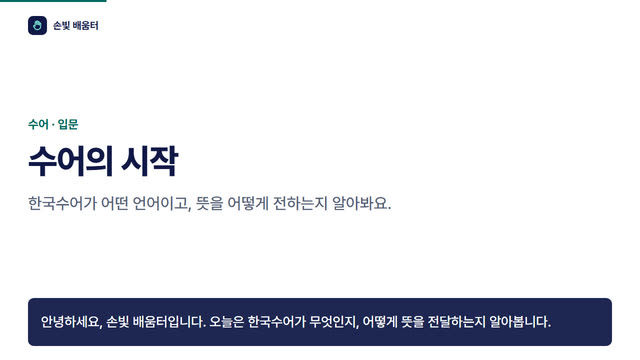 손빛 배움터
수어 · 입문
수어의 시작
한국수어가 어떤 언어이고, 뜻을 어떻게 전하는지 알아봐요.
안녕하세요, 손빛 배움터입니다. 오늘은 한국수어가 무엇인지, 어떻게 뜻을 전달하는지 알아봅니다.